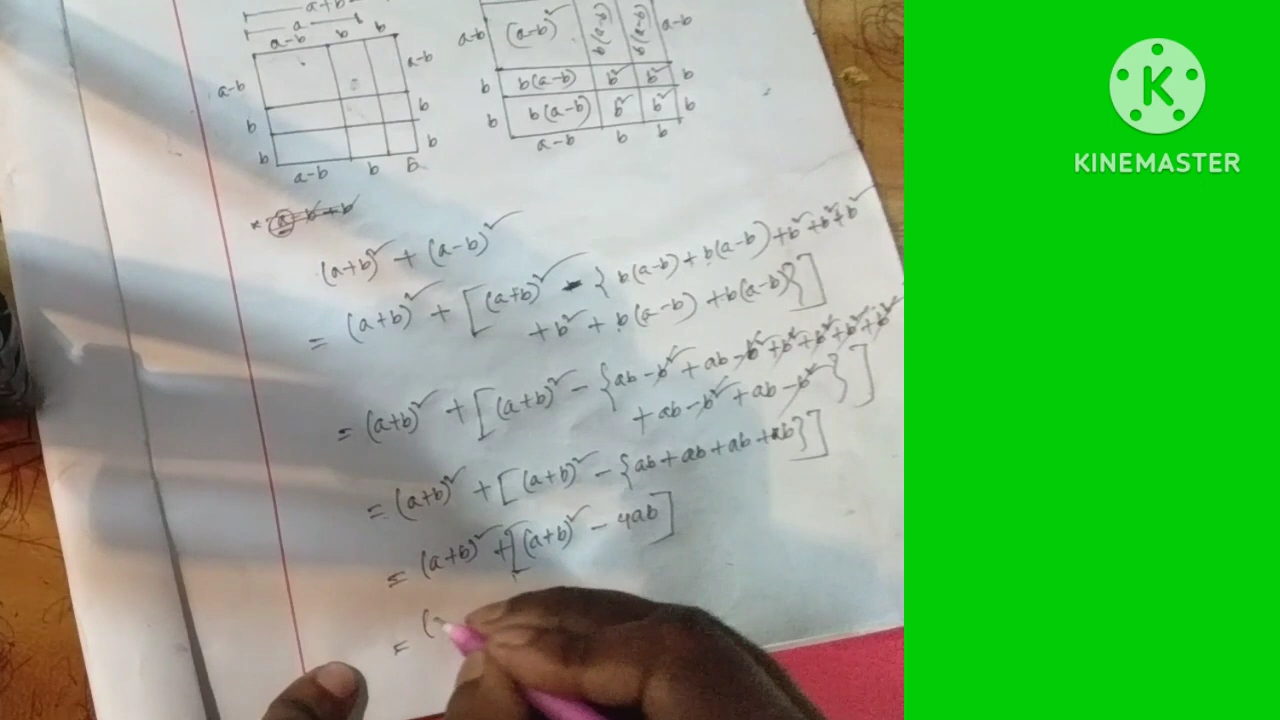 a+b
a b
a-b b b
a-b a-b
b b
b b
a-b b b
a-b (a-b)² b(a-b) b(a-b) a-b
b b(a-b) b² b² b
b b(a-b) b² b² b
a-b b b
(a+b)² + (a-b)²
= (a+b)² + [(a+b)² - {b(a-b) + b(a-b) + b² + b² + b²
+ b² + b(a-b) + b(a-b)}]
= (a+b)² + [(a+b)² - {ab - b² + ab - b² + b² + b² + b² + b²
+ ab - b² + ab - b²}]
= (a+b)² + [(a+b)² - {ab + ab + ab + ab}]
= (a+b)² + [(a+b)² - 4ab]
= (
K
KINEMASTER